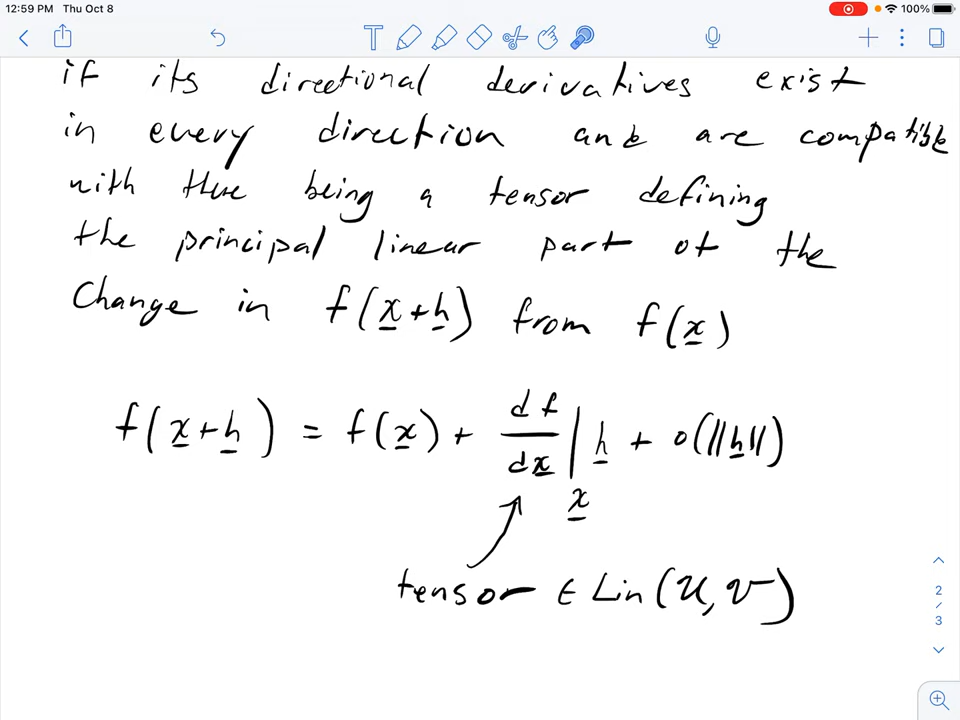 12:59 PM Thu Oct 8 100%
if its directional derivatives exist
in every direction and are compatible
with there being a tensor defining
the principal linear part of the
Change in f(x+h) from f(x)
f(x+h) = f(x) + df/dx|x h + o(||h||)
tensor ∈ Lin(U, V)
2
/
3